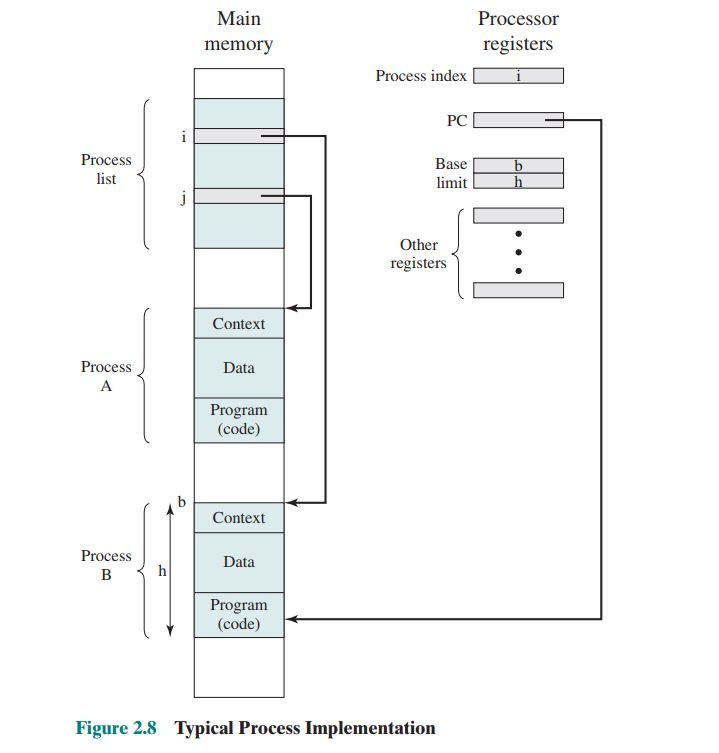 Main
memory
Processor
registers
Process index
i
PC
Base
limit
b
h
Other
registers
Process
list
i
j
Process
A
Context
Data
Program
(code)
Process
B
b
h
Context
Data
Program
(code)
Figure 2.8 Typical Process Implementation